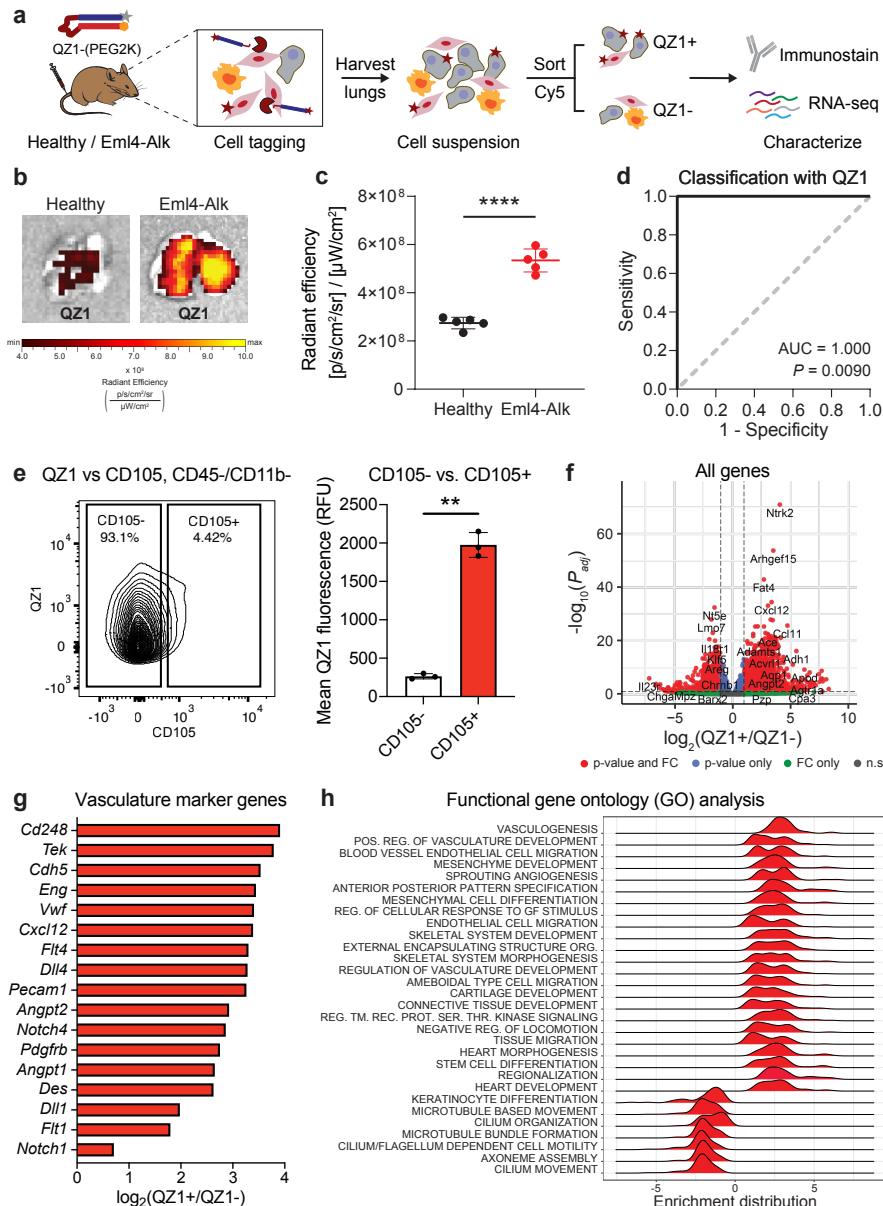 a
QZ1-(PEG2K)
Healthy / Eml4-Alk
Cell tagging
Harvest
lungs
Cell suspension
Sort
Cy5
QZ1+
QZ1-
Immunostain
RNA-seq
Characterize
b
Healthy
Eml4-Alk
QZ1
QZ1
min
max
4.0
5.0
6.0
7.0
8.0
9.0
10.0
Radiant Efficiency
p/s/cm²/sr
µW/cm²
c
Radiant efficiency
[p/s/cm²/sr] / [µW/cm²]
8×10⁸
6×10⁸
4×10⁸
2×10⁸
0
****
Healthy
Eml4-Alk
d
Classification with QZ1
Sensitivity
1.0
0.8
0.6
0.4
0.2
0.0
AUC = 1.000
P = 0.0090
0.0 0.2 0.4 0.6 0.8 1.0
1 - Specificity
e
QZ1 vs CD105, CD45-/CD11b-
CD105-
93.1%
CD105+
4.42%
QZ1
10⁴
10³
0
-10³
-10³ 0 10³ 10⁴
CD105
CD105- vs. CD105+
Mean QZ1 fluorescence (RFU)
2500
2000
1500
1000
500
0
**
CD105-
CD105+
f
All genes
-log₁₀(Padj)
60
40
20
0
Ntrk2
Arhgef15
Fat4
Cxcl12
Nt5e
Lmo7
Ccl11
Ace
Il18r1
Adamts1
Klf5
Acvrl1
Adh1
Areg
Aqp1
Apod
Il23r
Chrnb1
Angpt2
Agtr1a
ChgaMpz
Barx2
Pzp
Cpa3
-5 0 5 10
log₂(QZ1+/QZ1-)
p-value and FC
p-value only
FC only
n.s
g
Vasculature marker genes
Cd248
Tek
Cdh5
Eng
Vwf
Cxcl12
Flt4
Dll4
Pecam1
Angpt2
Notch4
Pdgfrb
Angpt1
Des
Dll1
Flt1
Notch1
0 1 2 3 4
log₂(QZ1+/QZ1-)
h
Functional gene ontology (GO) analysis
VASCULOGENESIS
POS. REG. OF VASCULATURE DEVELOPMENT
BLOOD VESSEL ENDOTHELIAL CELL MIGRATION
MESENCHYME DEVELOPMENT
SPROUTING ANGIOGENESIS
ANTERIOR POSTERIOR PATTERN SPECIFICATION
MESENCHYMAL CELL DIFFERENTIATION
REG. OF CELLULAR RESPONSE TO GF STIMULUS
ENDOTHELIAL CELL MIGRATION
SKELETAL SYSTEM DEVELOPMENT
EXTERNAL ENCAPSULATING STRUCTURE ORG.
SKELETAL SYSTEM MORPHOGENESIS
REGULATION OF VASCULATURE DEVELOPMENT
AMEBOIDAL TYPE CELL MIGRATION
CARTILAGE DEVELOPMENT
CONNECTIVE TISSUE DEVELOPMENT
REG. TM. REC. PROT. SER. THR. KINASE SIGNALING
NEGATIVE REG. OF LOCOMOTION
TISSUE MIGRATION
HEART MORPHOGENESIS
STEM CELL DIFFERENTIATION
REGIONALIZATION
HEART DEVELOPMENT
KERATINOCYTE DIFFERENTIATION
MICROTUBULE BASED MOVEMENT
CILIUM ORGANIZATION
MICROTUBULE BUNDLE FORMATION
CILIUM/FLAGELLUM DEPENDENT CELL MOTILITY
AXONEME ASSEMBLY
CILIUM MOVEMENT
-5 0 5
Enrichment distribution